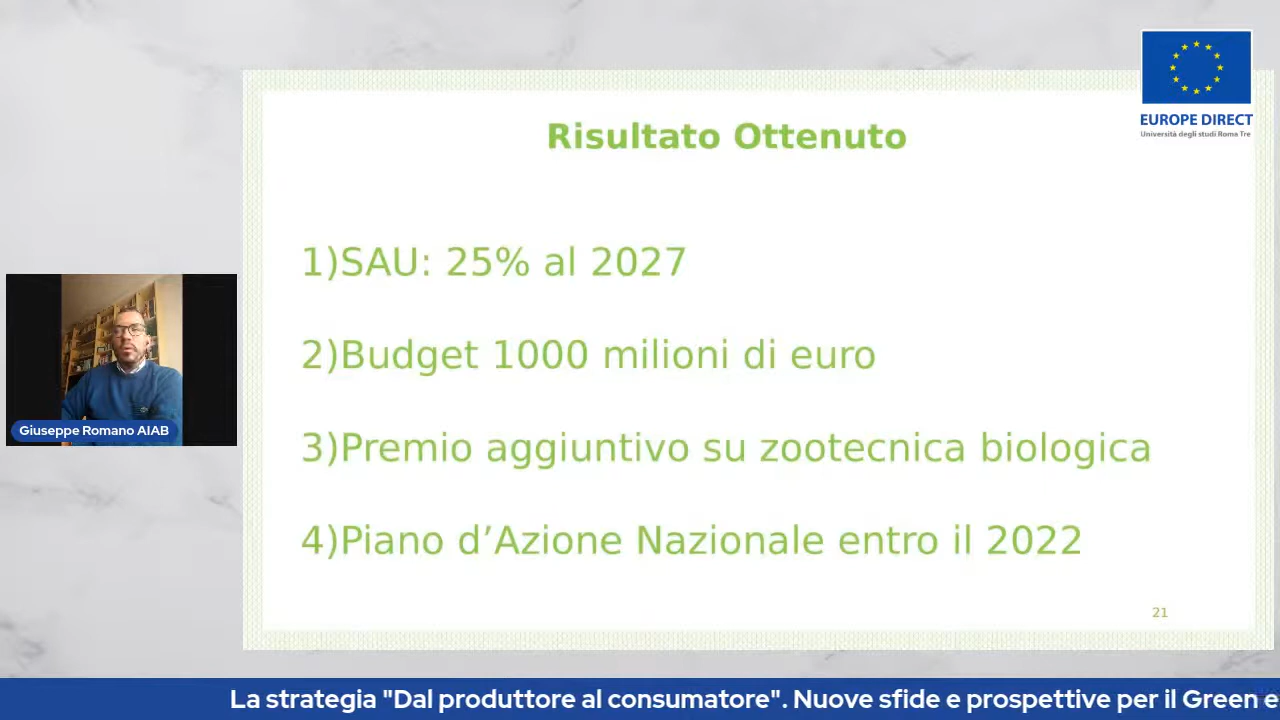 EUROPE DIRECT
Università degli studi Roma Tre
Risultato Ottenuto
1)SAU: 25% al 2027
2)Budget 1000 milioni di euro
3)Premio aggiuntivo su zootecnica biologica
4)Piano d’Azione Nazionale entro il 2022
21
Giuseppe Romano AIAB
La strategia "Dal produttore al consumatore". Nuove sfide e prospettive per il Green e